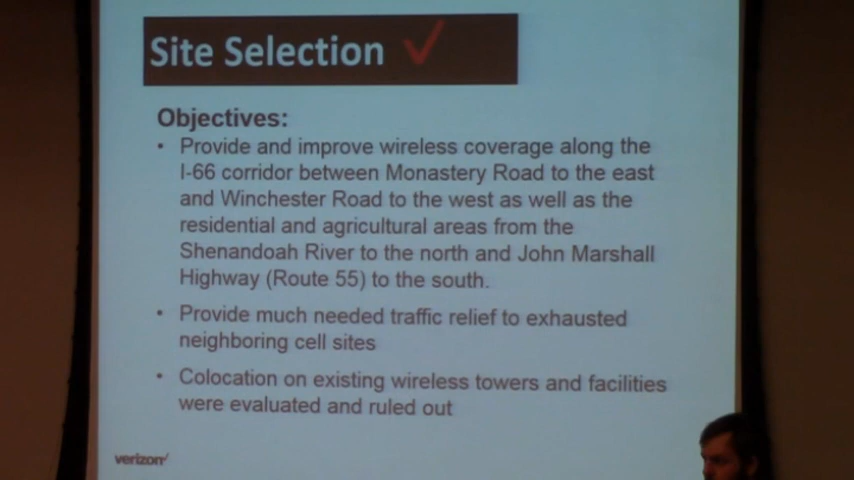 Site Selection ✓
Objectives:
• Provide and improve wireless coverage along the
I-66 corridor between Monastery Road to the east
and Winchester Road to the west as well as the
residential and agricultural areas from the
Shenandoah River to the north and John Marshall
Highway (Route 55) to the south.
• Provide much needed traffic relief to exhausted
neighboring cell sites
• Colocation on existing wireless towers and facilities
were evaluated and ruled out
verizon✓